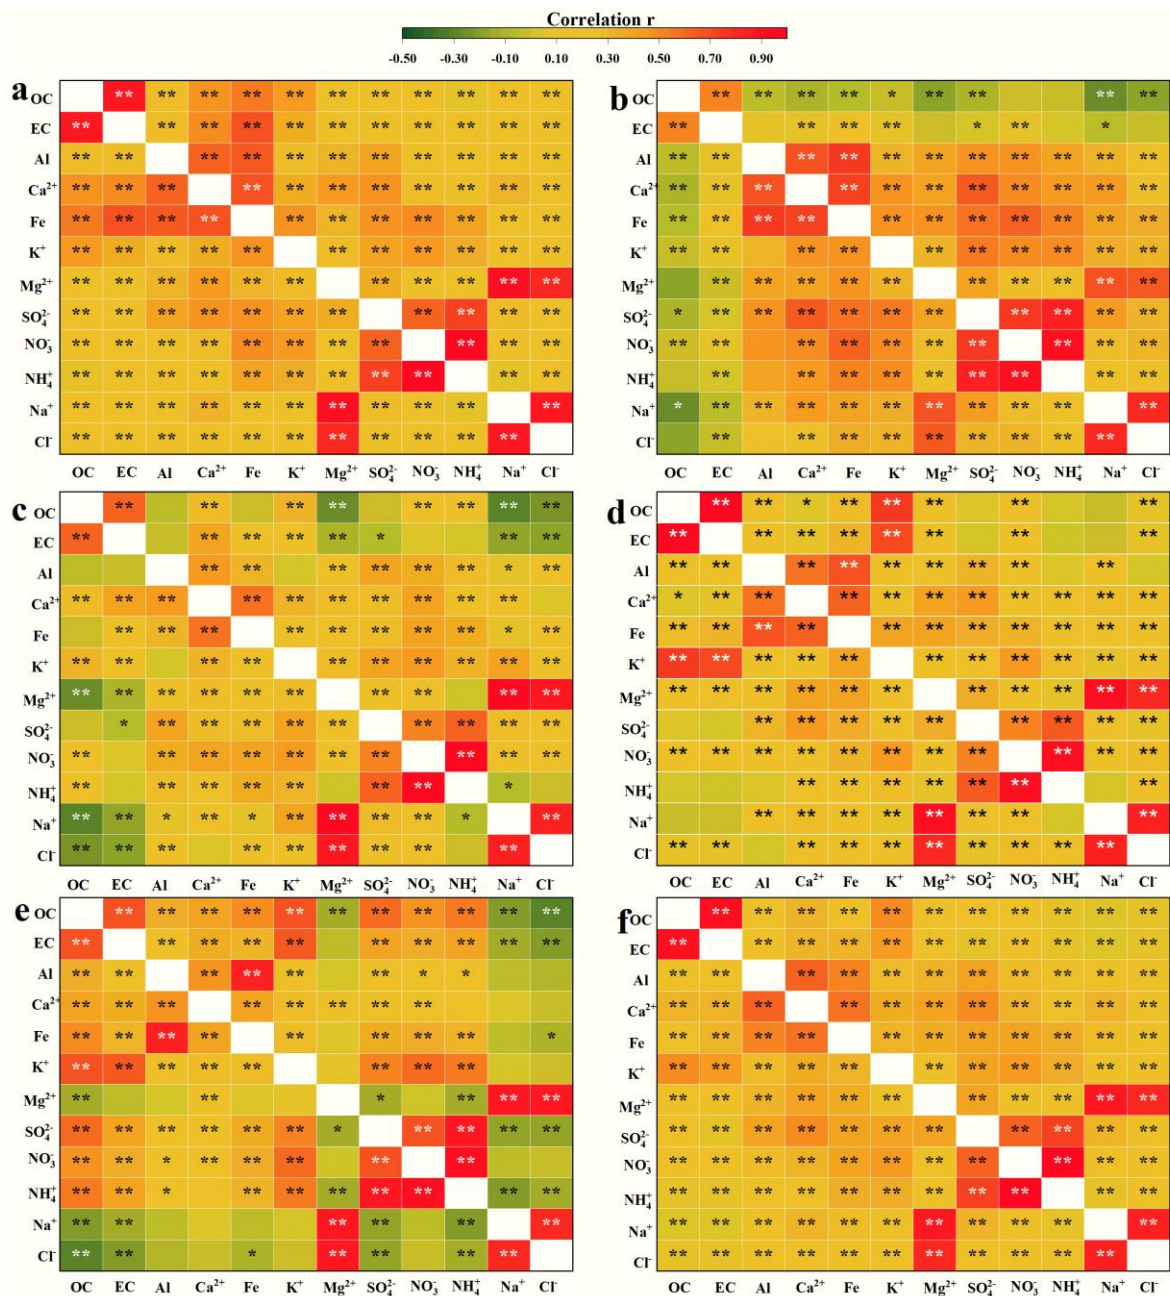 Correlation r
-0.50 -0.30 -0.10 0.10 0.30 0.50 0.70 0.90
a
OC
EC
Al
Ca²⁺
Fe
K⁺
Mg²⁺
SO₄²⁻
NO₃⁻
NH₄⁺
Na⁺
Cl⁻
OC EC Al Ca²⁺ Fe K⁺ Mg²⁺ SO₄²⁻ NO₃⁻ NH₄⁺ Na⁺ Cl⁻
b
OC
EC
Al
Ca²⁺
Fe
K⁺
Mg²⁺
SO₄²⁻
NO₃⁻
NH₄⁺
Na⁺
Cl⁻
OC EC Al Ca²⁺ Fe K⁺ Mg²⁺ SO₄²⁻ NO₃⁻ NH₄⁺ Na⁺ Cl⁻
c
OC
EC
Al
Ca²⁺
Fe
K⁺
Mg²⁺
SO₄²⁻
NO₃⁻
NH₄⁺
Na⁺
Cl⁻
OC EC Al Ca²⁺ Fe K⁺ Mg²⁺ SO₄²⁻ NO₃⁻ NH₄⁺ Na⁺ Cl⁻
d
OC
EC
Al
Ca²⁺
Fe
K⁺
Mg²⁺
SO₄²⁻
NO₃⁻
NH₄⁺
Na⁺
Cl⁻
OC EC Al Ca²⁺ Fe K⁺ Mg²⁺ SO₄²⁻ NO₃⁻ NH₄⁺ Na⁺ Cl⁻
e
OC
EC
Al
Ca²⁺
Fe
K⁺
Mg²⁺
SO₄²⁻
NO₃⁻
NH₄⁺
Na⁺
Cl⁻
OC EC Al Ca²⁺ Fe K⁺ Mg²⁺ SO₄²⁻ NO₃⁻ NH₄⁺ Na⁺ Cl⁻
f
OC
EC
Al
Ca²⁺
Fe
K⁺
Mg²⁺
SO₄²⁻
NO₃⁻
NH₄⁺
Na⁺
Cl⁻
OC EC Al Ca²⁺ Fe K⁺ Mg²⁺ SO₄²⁻ NO₃⁻ NH₄⁺ Na⁺ Cl⁻